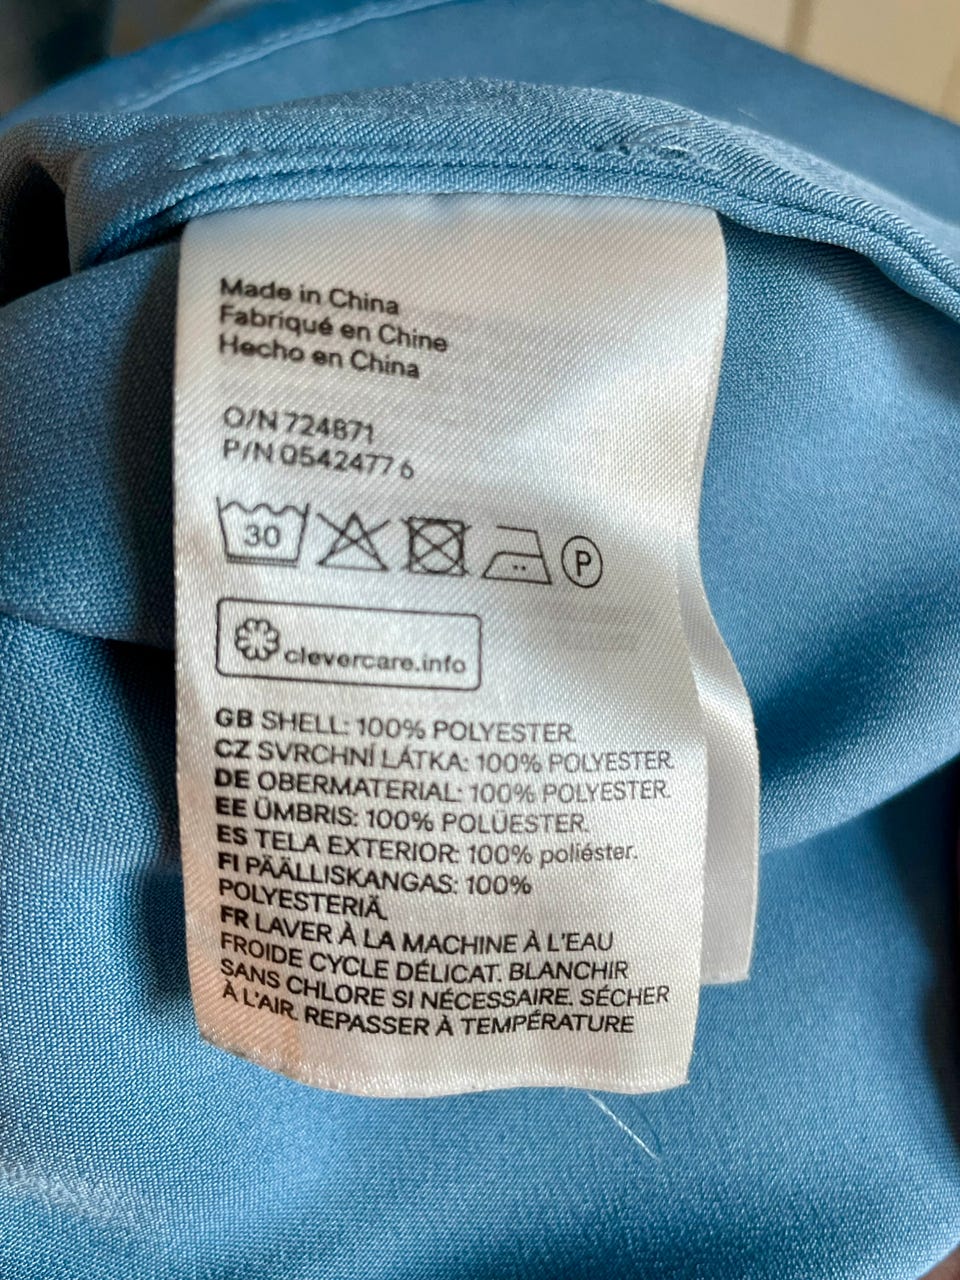 Made in China
Fabriqué en Chine
Hecho en China
O/N 724871
P/N 0542477 6
30
P
clevercare.info
GB SHELL: 100% POLYESTER.
CZ SVRCHNÍ LÁTKA: 100% POLYESTER.
DE OBERMATERIAL: 100% POLYESTER.
EE ÜMBRIS: 100% POLÜESTER.
ES TELA EXTERIOR: 100% poliéster.
FI PÄÄLLISKANGAS: 100%
POLYESTERIÄ.
FR LAVER À LA MACHINE À L'EAU
FROIDE CYCLE DÉLICAT. BLANCHIR
SANS CHLORE SI NÉCESSAIRE. SÉCHER
À L'AIR. REPASSER À TEMPÉRATURE